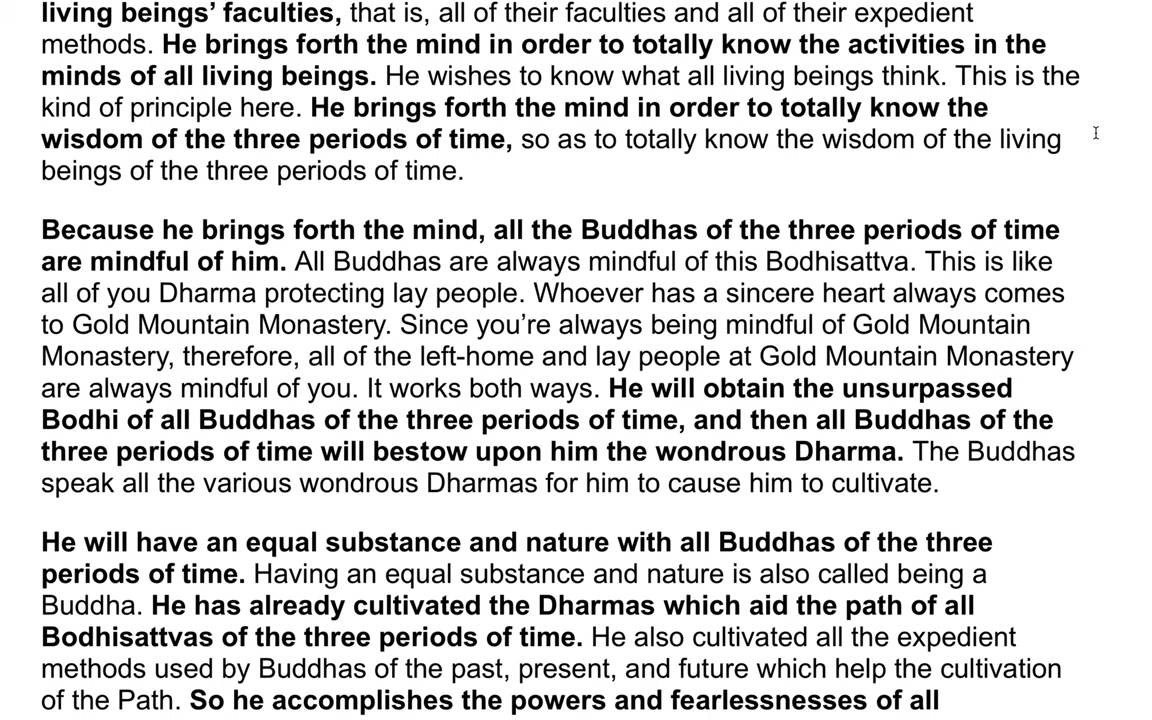 living beings’ faculties, that is, all of their faculties and all of their expedient
methods. He brings forth the mind in order to totally know the activities in the
minds of all living beings. He wishes to know what all living beings think. This is the
kind of principle here. He brings forth the mind in order to totally know the
wisdom of the three periods of time, so as to totally know the wisdom of the living
beings of the three periods of time.
Because he brings forth the mind, all the Buddhas of the three periods of time
are mindful of him. All Buddhas are always mindful of this Bodhisattva. This is like
all of you Dharma protecting lay people. Whoever has a sincere heart always comes
to Gold Mountain Monastery. Since you’re always being mindful of Gold Mountain
Monastery, therefore, all of the left-home and lay people at Gold Mountain Monastery
are always mindful of you. It works both ways. He will obtain the unsurpassed
Bodhi of all Buddhas of the three periods of time, and then all Buddhas of the
three periods of time will bestow upon him the wondrous Dharma. The Buddhas
speak all the various wondrous Dharmas for him to cause him to cultivate.
He will have an equal substance and nature with all Buddhas of the three
periods of time. Having an equal substance and nature is also called being a
Buddha. He has already cultivated the Dharmas which aid the path of all
Bodhisattvas of the three periods of time. He also cultivated all the expedient
methods used by Buddhas of the past, present, and future which help the cultivation
of the Path. So he accomplishes the powers and fearlessnesses of all